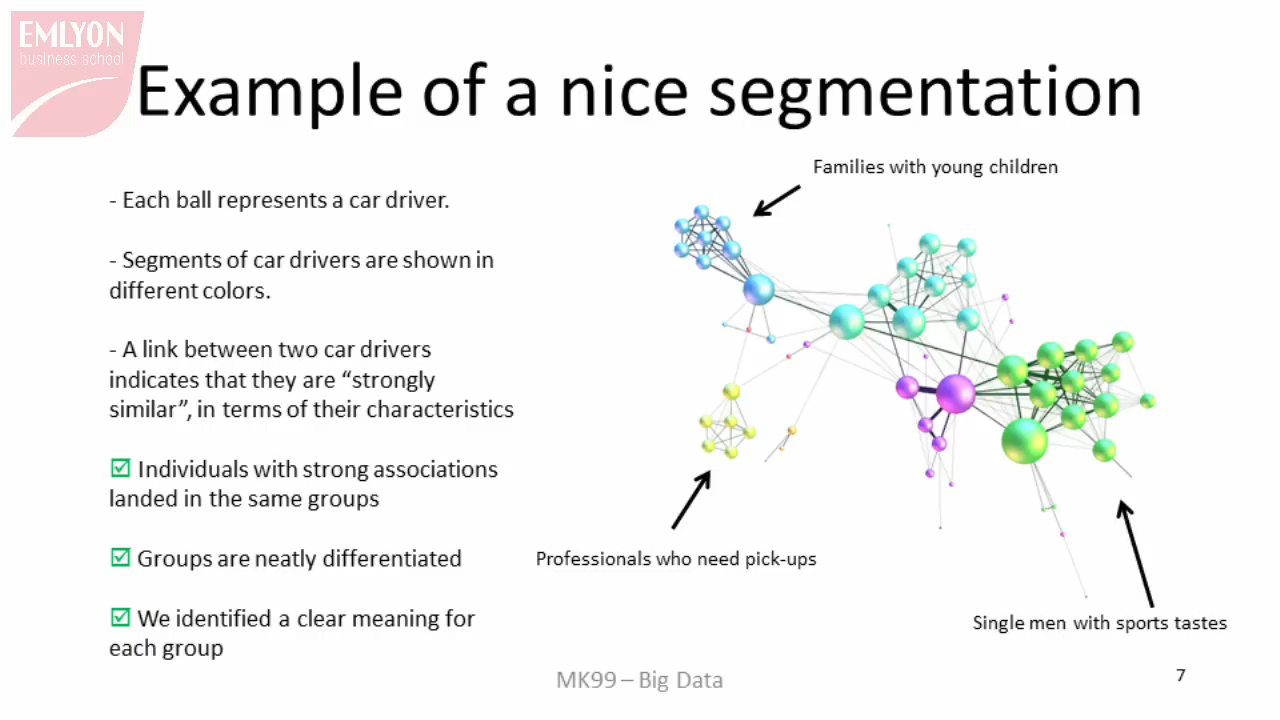 EMLYON
business school
Example of a nice segmentation
Families with young children
- Each ball represents a car driver.
- Segments of car drivers are shown in
different colors.
- A link between two car drivers
indicates that they are “strongly
similar”, in terms of their characteristics
☑ Individuals with strong associations
landed in the same groups
☑ Groups are neatly differentiated
☑ We identified a clear meaning for
each group
Professionals who need pick-ups
Single men with sports tastes
MK99 – Big Data
7